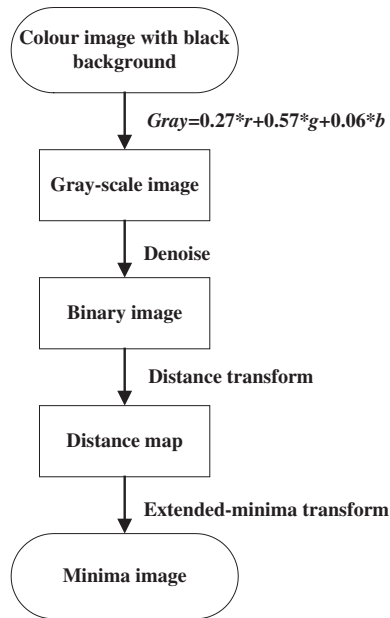 Colour image with black
background
Gray=0.27*r+0.57*g+0.06*b
Gray-scale image
Denoise
Binary image
Distance transform
Distance map
Extended-minima transform
Minima image